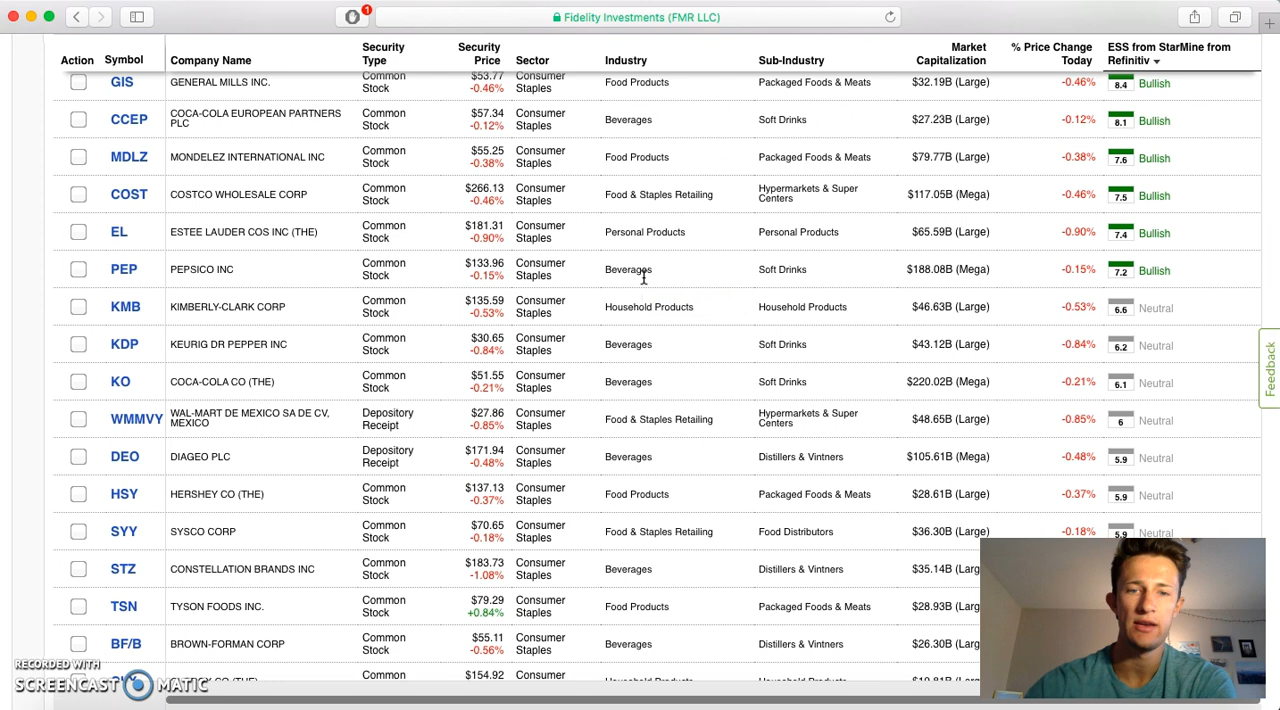 1
Fidelity Investments (FMR LLC)
Action Symbol Company Name Security Type Security Price Sector Industry Sub-Industry Market Capitalization % Price Change Today ESS from StarMine from Refinitiv
GIS GENERAL MILLS INC. Common Stock $53.77 -0.46% Consumer Staples Food Products Packaged Foods & Meats $32.19B (Large) -0.46% 8.4 Bullish
CCEP COCA-COLA EUROPEAN PARTNERS PLC Common Stock $57.34 -0.12% Consumer Staples Beverages Soft Drinks $27.23B (Large) -0.12% 8.1 Bullish
MDLZ MONDELEZ INTERNATIONAL INC Common Stock $55.25 -0.38% Consumer Staples Food Products Packaged Foods & Meats $79.77B (Large) -0.38% 7.6 Bullish
COST COSTCO WHOLESALE CORP Common Stock $266.13 -0.46% Consumer Staples Food & Staples Retailing Hypermarkets & Super Centers $117.05B (Mega) -0.46% 7.5 Bullish
EL ESTEE LAUDER COS INC (THE) Common Stock $181.31 -0.90% Consumer Staples Personal Products Personal Products $65.59B (Large) -0.90% 7.4 Bullish
PEP PEPSICO INC Common Stock $133.96 -0.15% Consumer Staples Beverages Soft Drinks $188.08B (Mega) -0.15% 7.2 Bullish
KMB KIMBERLY-CLARK CORP Common Stock $135.59 -0.53% Consumer Staples Household Products Household Products $46.63B (Large) -0.53% 6.6 Neutral
KDP KEURIG DR PEPPER INC Common Stock $30.65 -0.84% Consumer Staples Beverages Soft Drinks $43.12B (Large) -0.84% 6.2 Neutral
KO COCA-COLA CO (THE) Common Stock $51.55 -0.21% Consumer Staples Beverages Soft Drinks $220.02B (Mega) -0.21% 6.1 Neutral
WMMVY WAL-MART DE MEXICO SA DE CV, MEXICO Depository Receipt $27.86 -0.85% Consumer Staples Food & Staples Retailing Hypermarkets & Super Centers $48.65B (Large) -0.85% 6 Neutral
DEO DIAGEO PLC Depository Receipt $171.94 -0.48% Consumer Staples Beverages Distillers & Vintners $105.61B (Mega) -0.48% 5.9 Neutral
HSY HERSHEY CO (THE) Common Stock $137.13 -0.37% Consumer Staples Food Products Packaged Foods & Meats $28.61B (Large) -0.37% 5.9 Neutral
SYY SYSCO CORP Common Stock $70.65 -0.18% Consumer Staples Food & Staples Retailing Food Distributors $36.30B (Large) -0.18% 5.9 Neutral
STZ CONSTELLATION BRANDS INC Common Stock $183.73 -1.08% Consumer Staples Beverages Distillers & Vintners $35.14B (Larg
TSN TYSON FOODS INC. Common Stock $79.29 +0.84% Consumer Staples Food Products Packaged Foods & Meats $28.93B (Larg
BF/B BROWN-FORMAN CORP Common Stock $55.11 -0.56% Consumer Staples Beverages Distillers & Vintners $26.30B (Larg
Common $154.92 Consumer
Feedback
RECORDED WITH
SCREENCAST MATIC